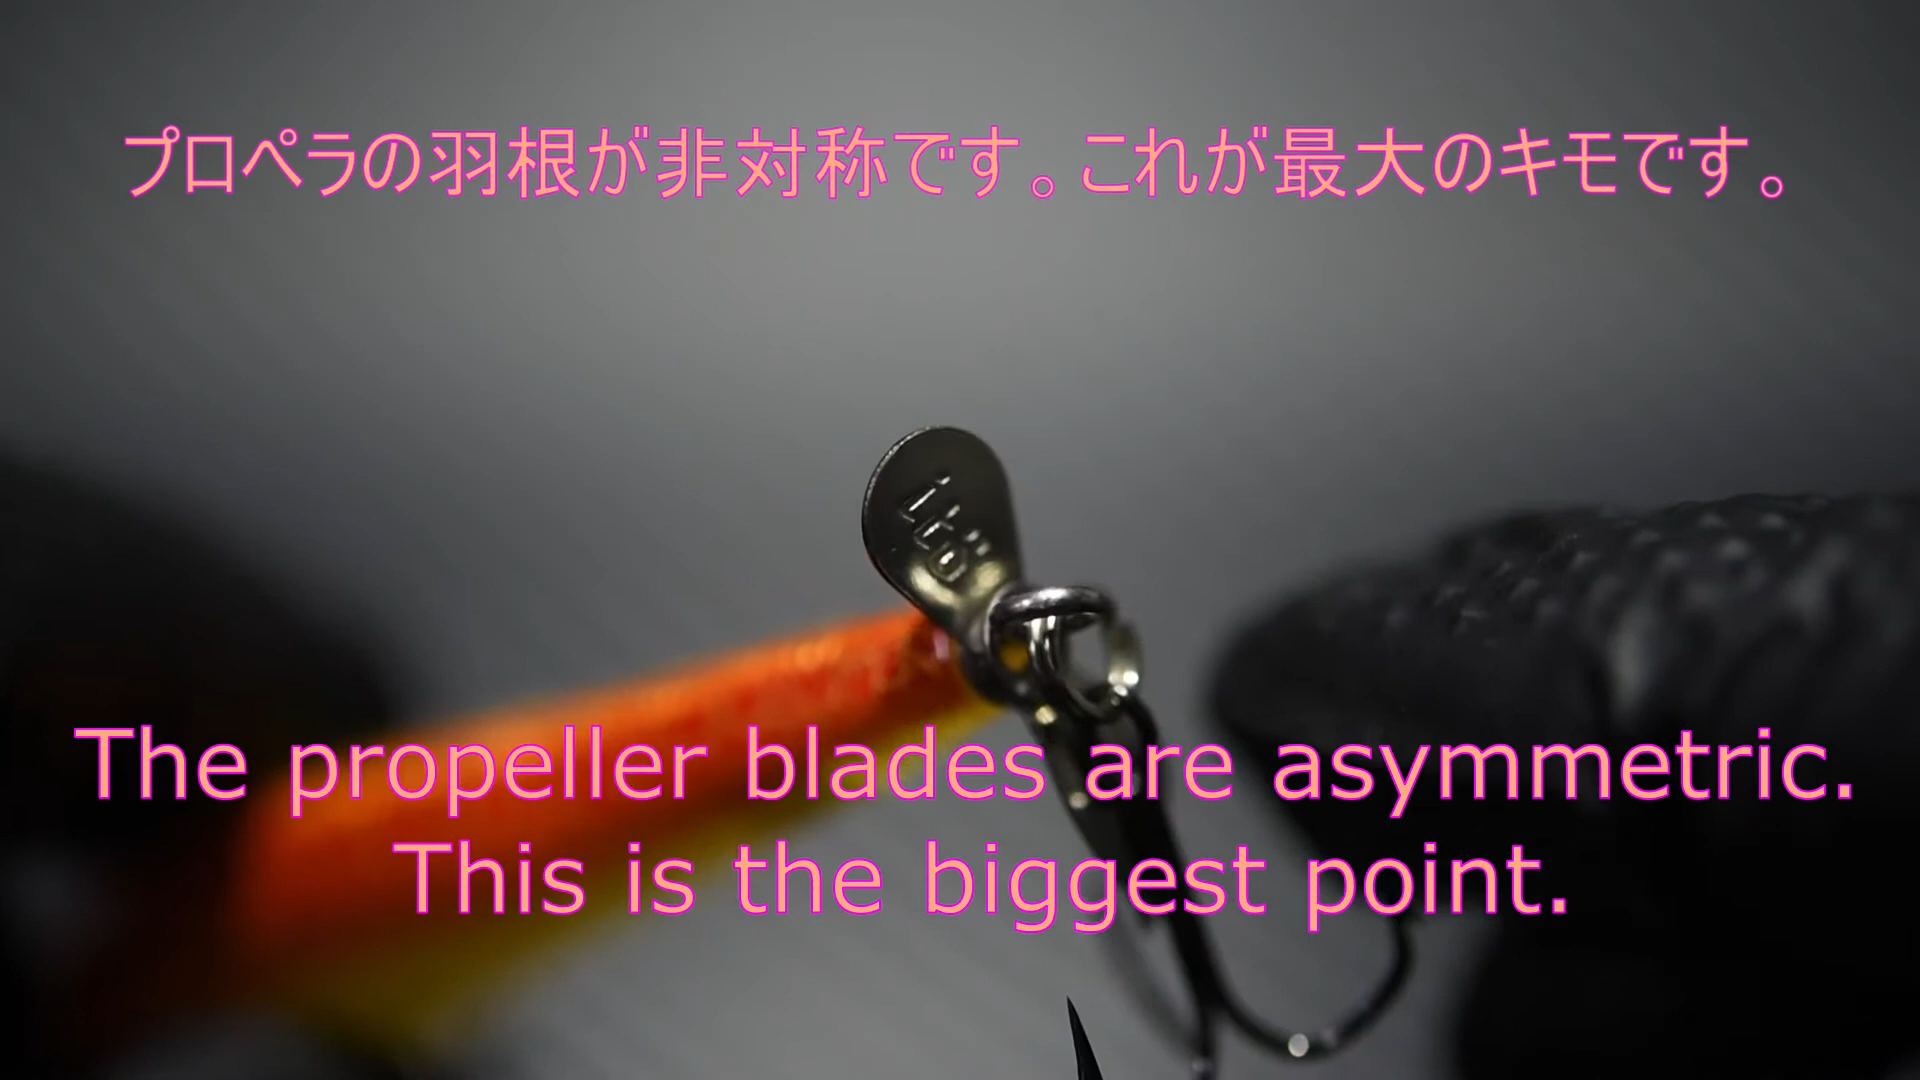 プロペラの羽根が非対称です。これが最大のキモです。
The propeller blades are asymmetric.
This is the biggest point.